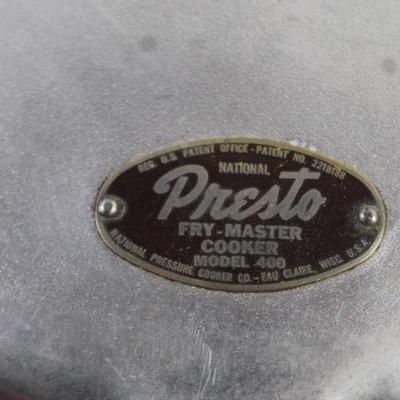 REG. U.S. PATENT OFFICE - PATENT NO. 2218188
NATIONAL
Presto
FRY-MASTER
COOKER
MODEL 400
NATIONAL PRESSURE COOKER CO. - EAU CLAIRE, WISC. U.S.A.